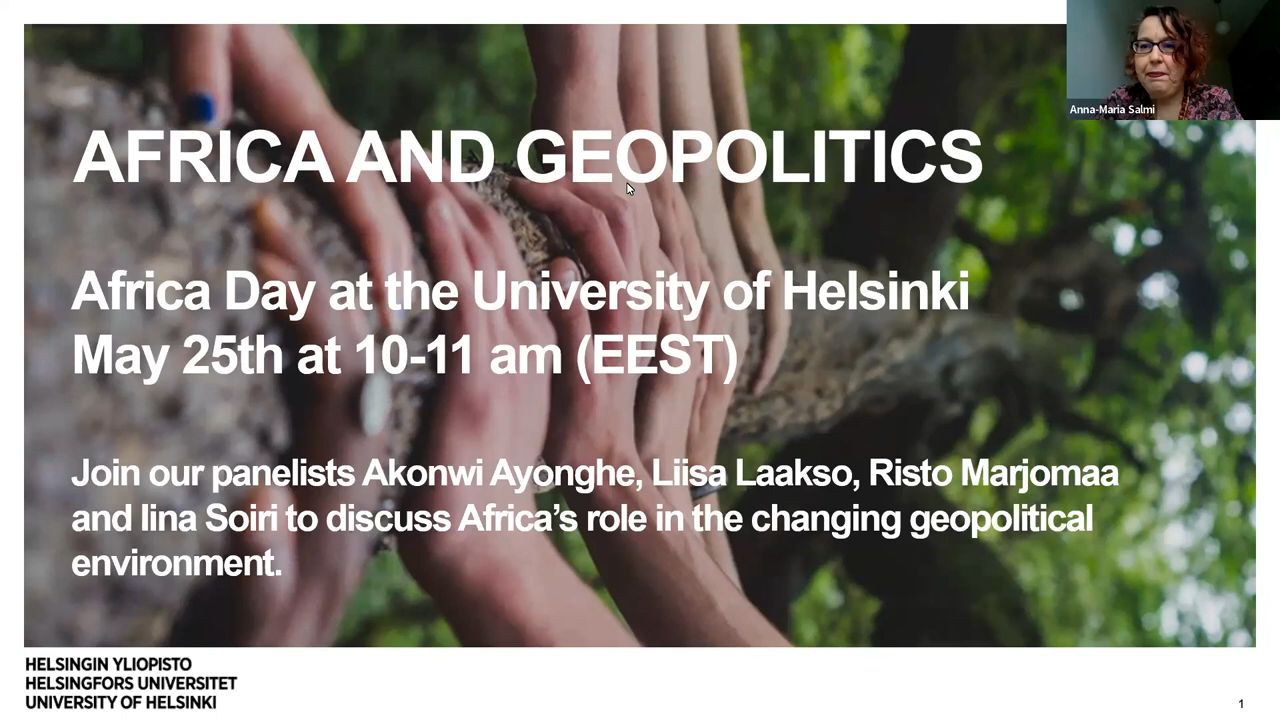 Anna-Maria Salmi
AFRICA AND GEOPOLITICS
Africa Day at the University of Helsinki
May 25th at 10-11 am (EEST)
Join our panelists Akonwi Ayonghe, Liisa Laakso, Risto Marjomaa
and Iina Soiri to discuss Africa’s role in the changing geopolitical
environment.
HELSINGIN YLIOPISTO
HELSINGFORS UNIVERSITET
UNIVERSITY OF HELSINKI
1